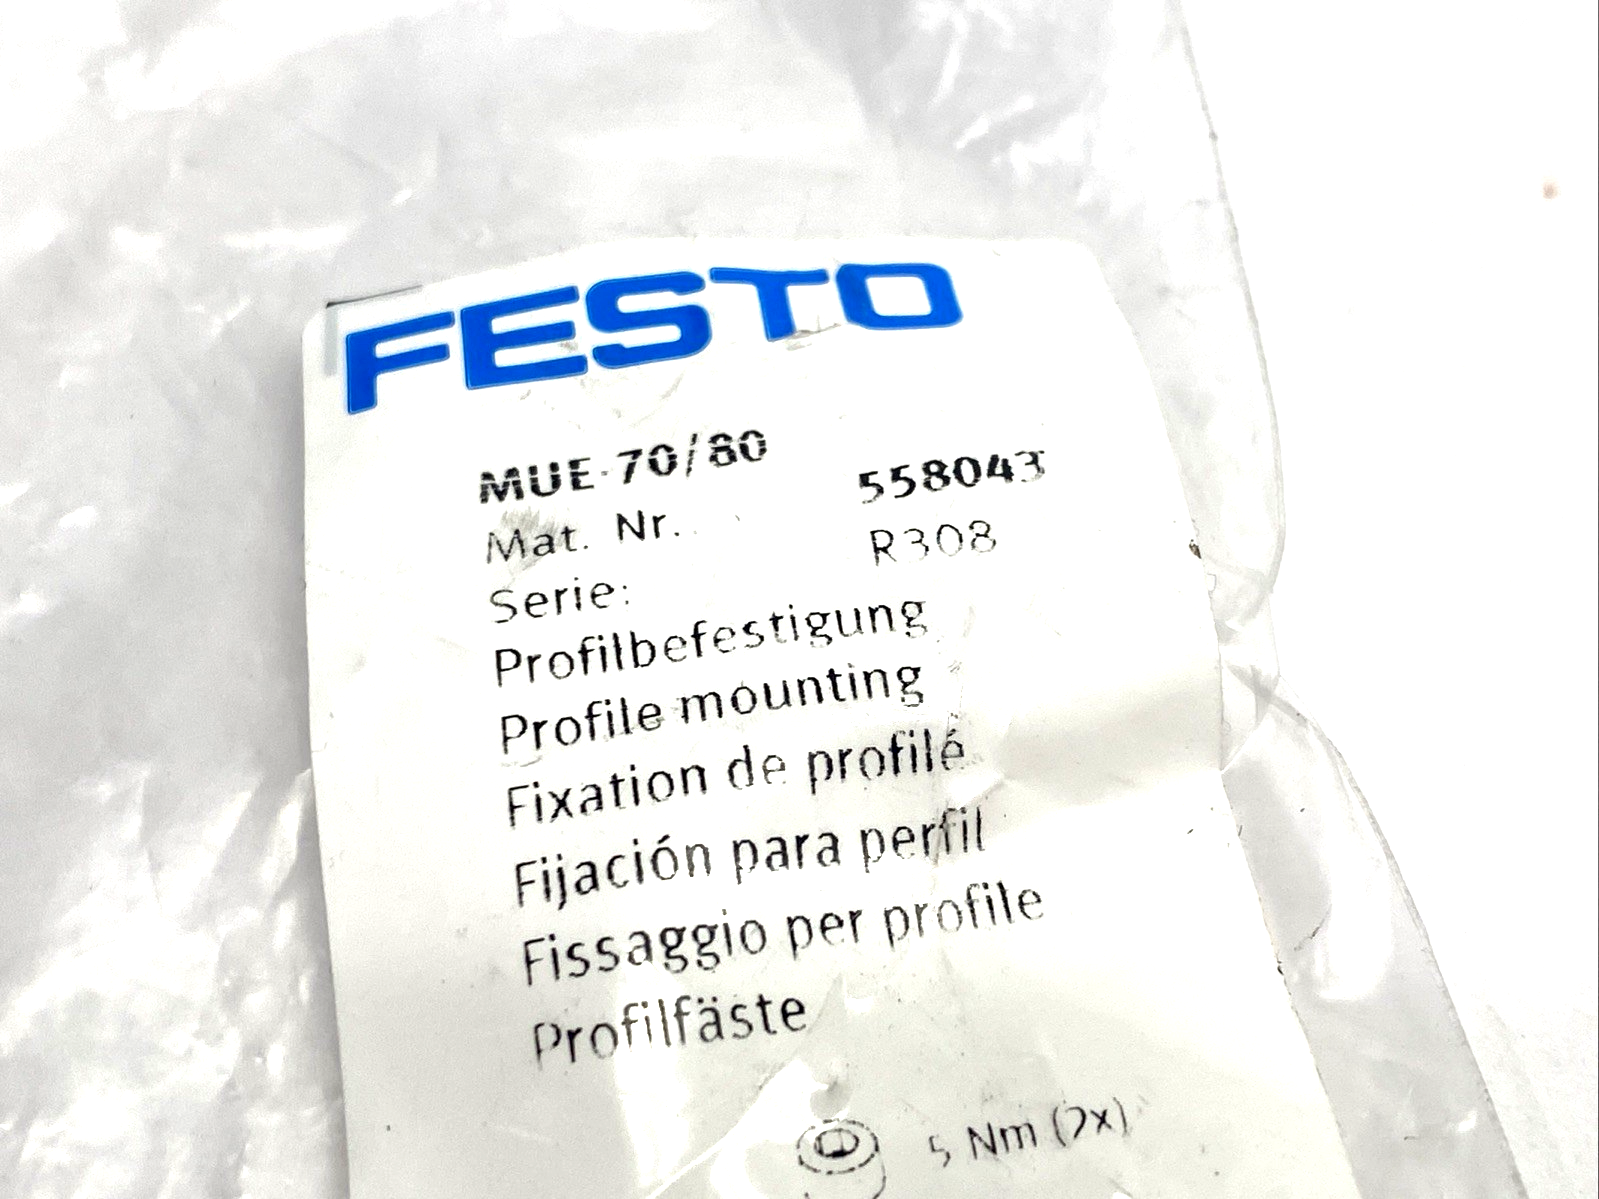 FESTO
MUE-70/80
Mat. Nr. 558043
Serie: R308
Profilbefestigung
Profile mounting
Fixation de profilé
Fijación para perfil
Fissaggio per profile
Profilfäste
5 Nm (2x)